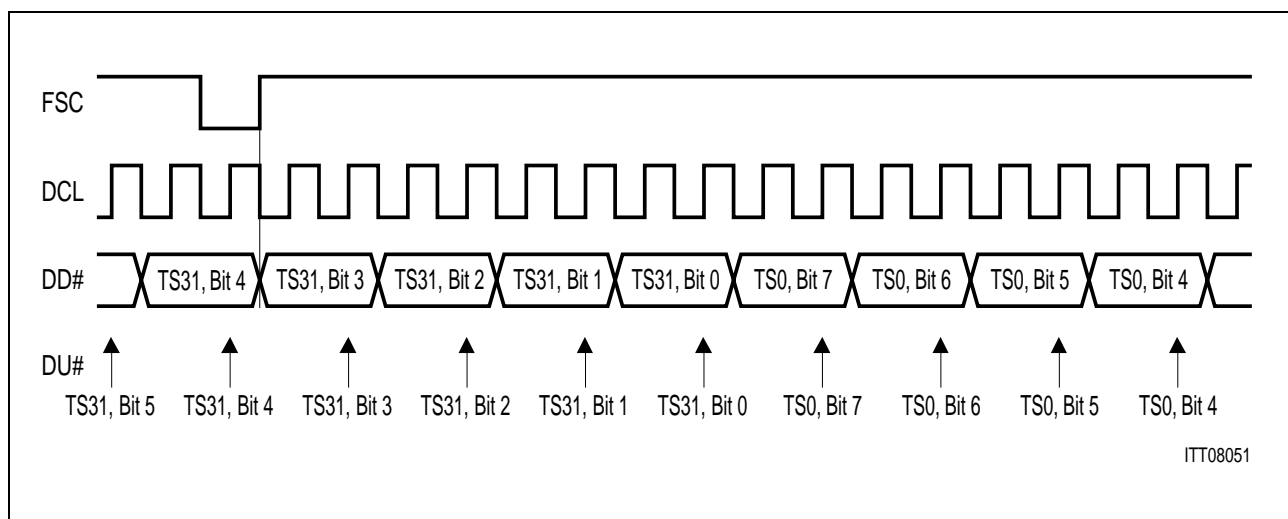 FSC
DCL
DD#
TS31, Bit 4 TS31, Bit 3 TS31, Bit 2 TS31, Bit 1 TS31, Bit 0 TS0, Bit 7 TS0, Bit 6 TS0, Bit 5 TS0, Bit 4
DU#
TS31, Bit 5 TS31, Bit 4 TS31, Bit 3 TS31, Bit 2 TS31, Bit 1 TS31, Bit 0 TS0, Bit 7 TS0, Bit 6 TS0, Bit 5 TS0, Bit 4
ITT08051